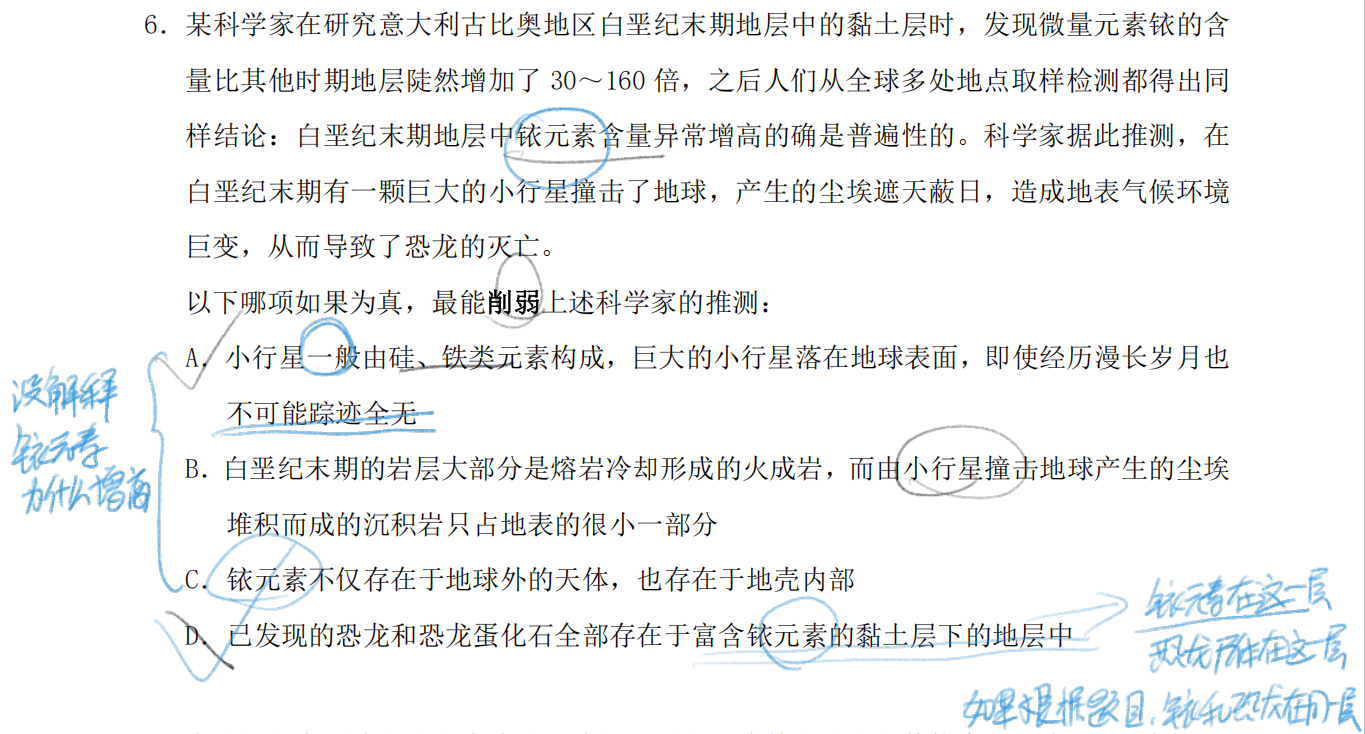 6．某科学家在研究意大利古比奥地区白垩纪末期地层中的黏土层时，发现微量元素铱的含
量比其他时期地层陡然增加了 30～160 倍，之后人们从全球多处地点取样检测都得出同
样结论：白垩纪末期地层中铱元素含量异常增高的确是普遍性的。科学家据此推测，在
白垩纪末期有一颗巨大的小行星撞击了地球，产生的尘埃遮天蔽日，造成地表气候环境
巨变，从而导致了恐龙的灭亡。
以下哪项如果为真，最能削弱上述科学家的推测：
A．小行星一般由硅、铁类元素构成，巨大的小行星落在地球表面，即使经历漫长岁月也
不可能踪迹全无
B．白垩纪末期的岩层大部分是熔岩冷却形成的火成岩，而由小行星撞击地球产生的尘埃
堆积而成的沉积岩只占地表的很小一部分
C．铱元素不仅存在于地球外的天体，也存在于地壳内部
D．已发现的恐龙和恐龙蛋化石全部存在于富含铱元素的黏土层下的地层中
没解释
铱元素
为什么增高
铱元素在这一层
恐龙所在这一层
如果根据题目,铱和恐龙在同一层